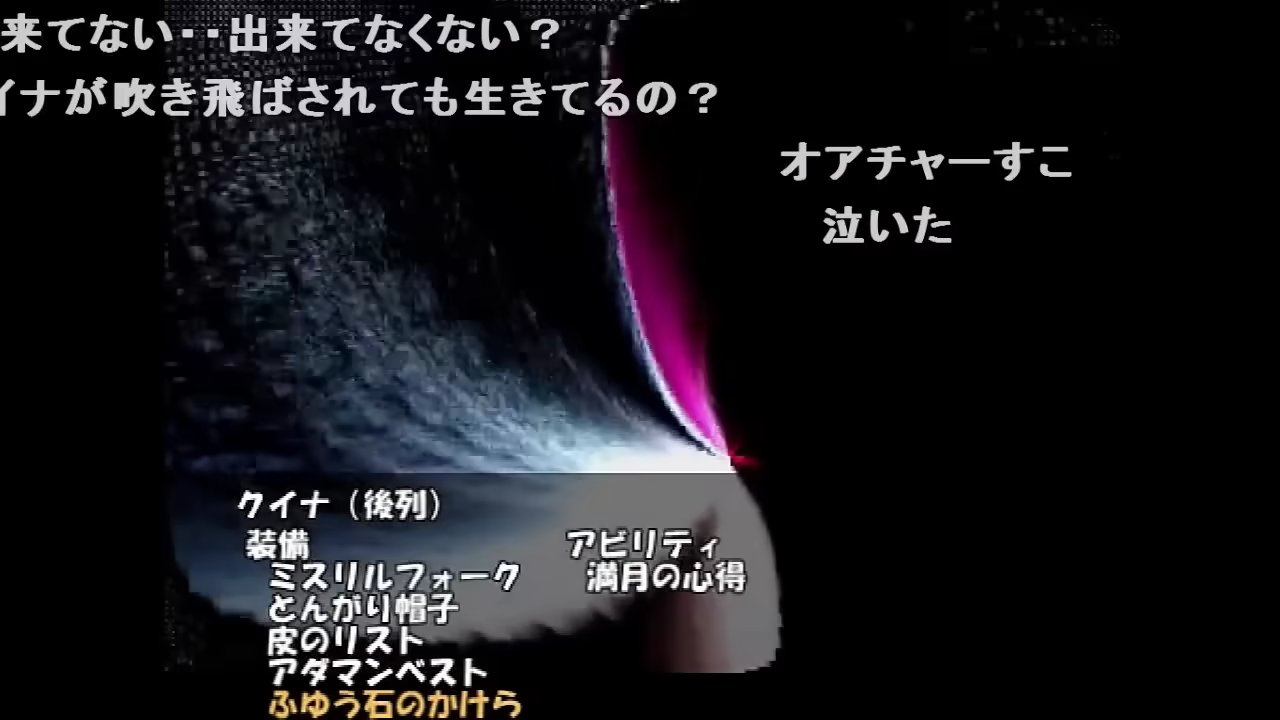 来てない・・出来てなくない？
イナが吹き飛ばされても生きてるの？
オアチャーすこ
泣いた
クイナ（後列）
装備
アビリティ
ミスリルフォーク
満月の心得
とんがり帽子
皮のリスト
アダマンベスト
ふゆう石のかけら